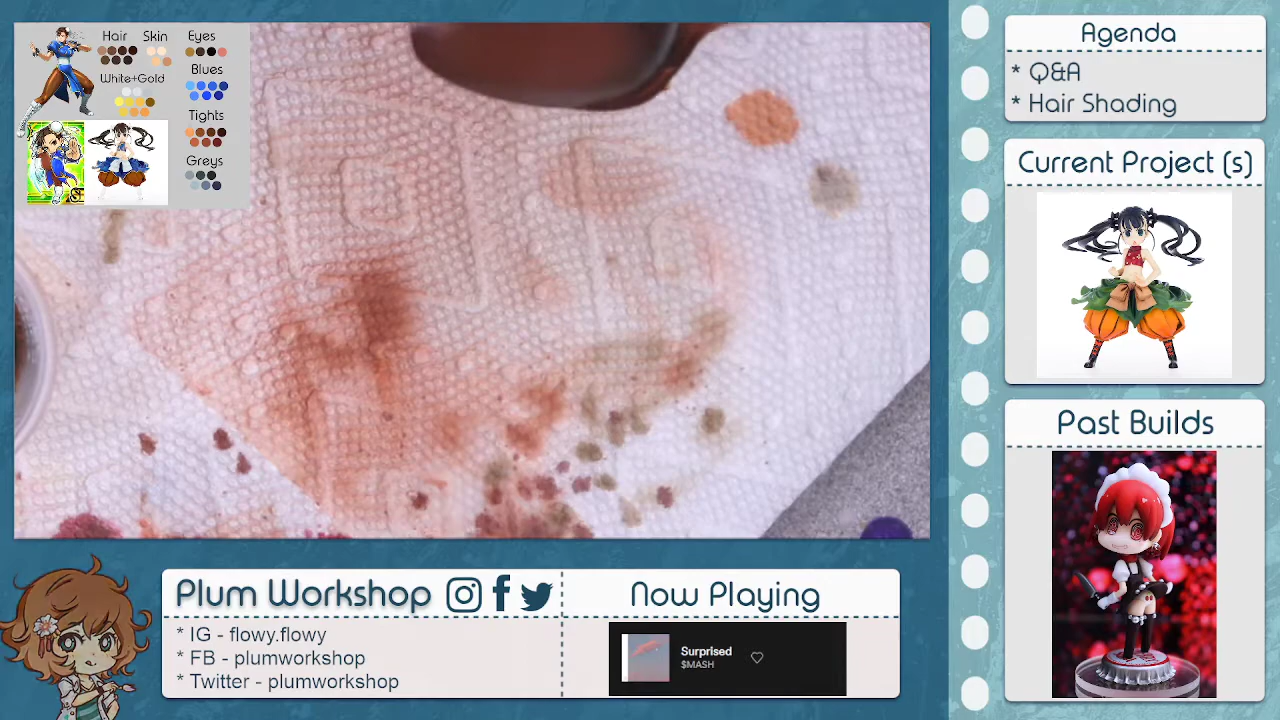 Hair
Skin
Eyes
White+Gold
Blues
Tights
Greys
Agenda
* Q&A
* Hair Shading
Current Project (s)
Past Builds
Plum Workshop
* IG - flowy.flowy
* FB - plumworkshop
* Twitter - plumworkshop
Now Playing
Surprised
$MASH